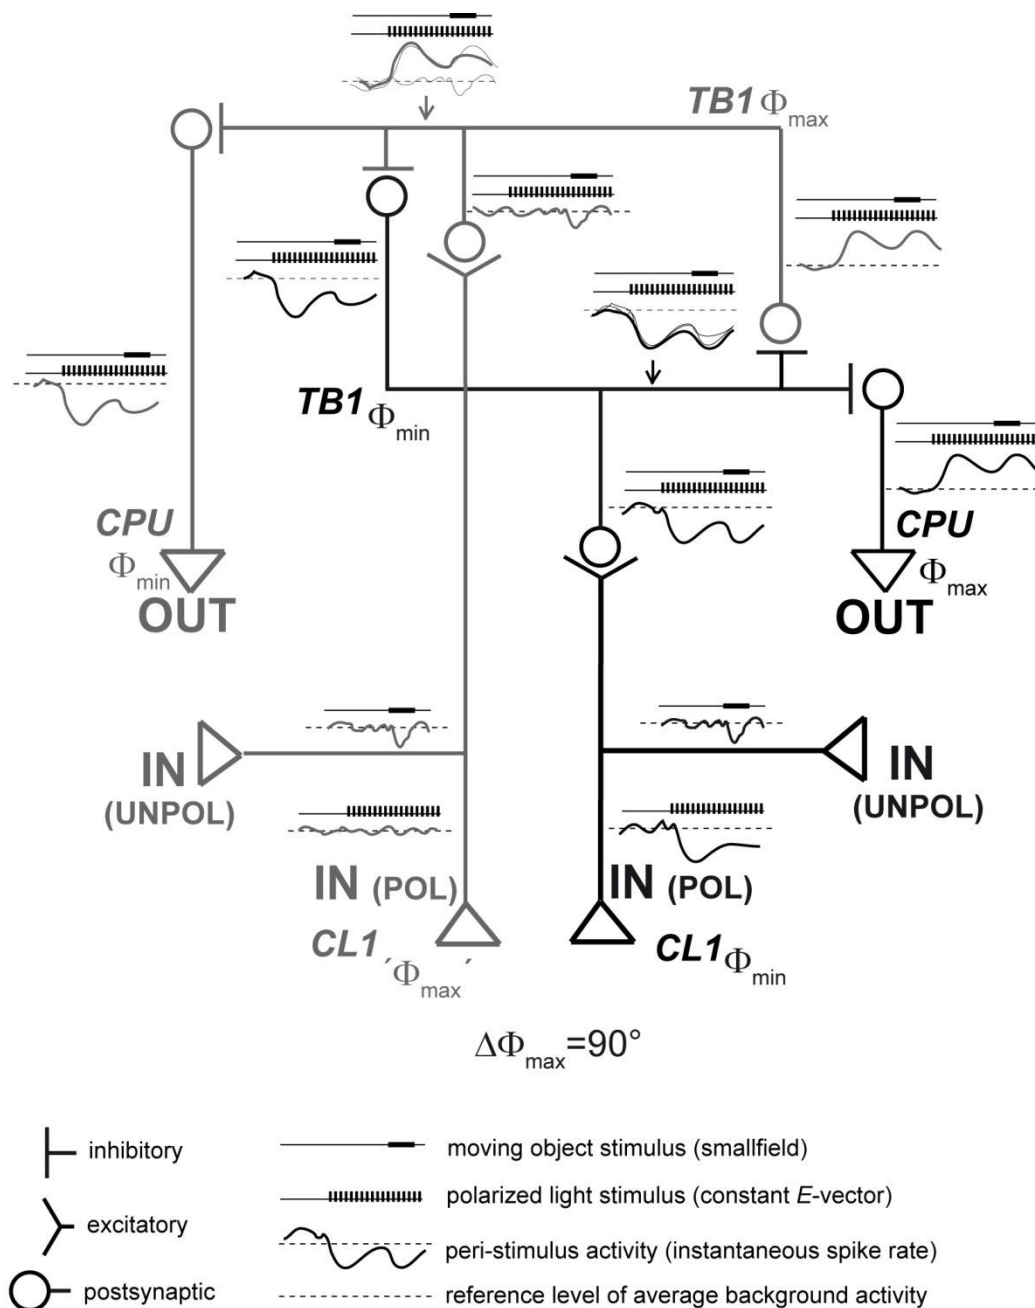 TB1 Φmax
TB1 Φmin
CPU
Φmin
OUT
CPU
Φmax
OUT
IN
(UNPOL)
IN
(UNPOL)
IN (POL)
CL1 ´Φmax´
IN (POL)
CL1 Φmin
ΔΦmax=90°
inhibitory
moving object stimulus (smallfield)
polarized light stimulus (constant E-vector)
excitatory
peri-stimulus activity (instantaneous spike rate)
postsynaptic
reference level of average background activity